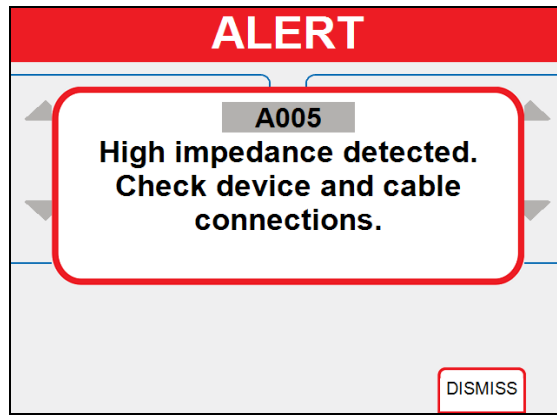 ALERT
A005
High impedance detected.
Check device and cable
connections.
DISMISS